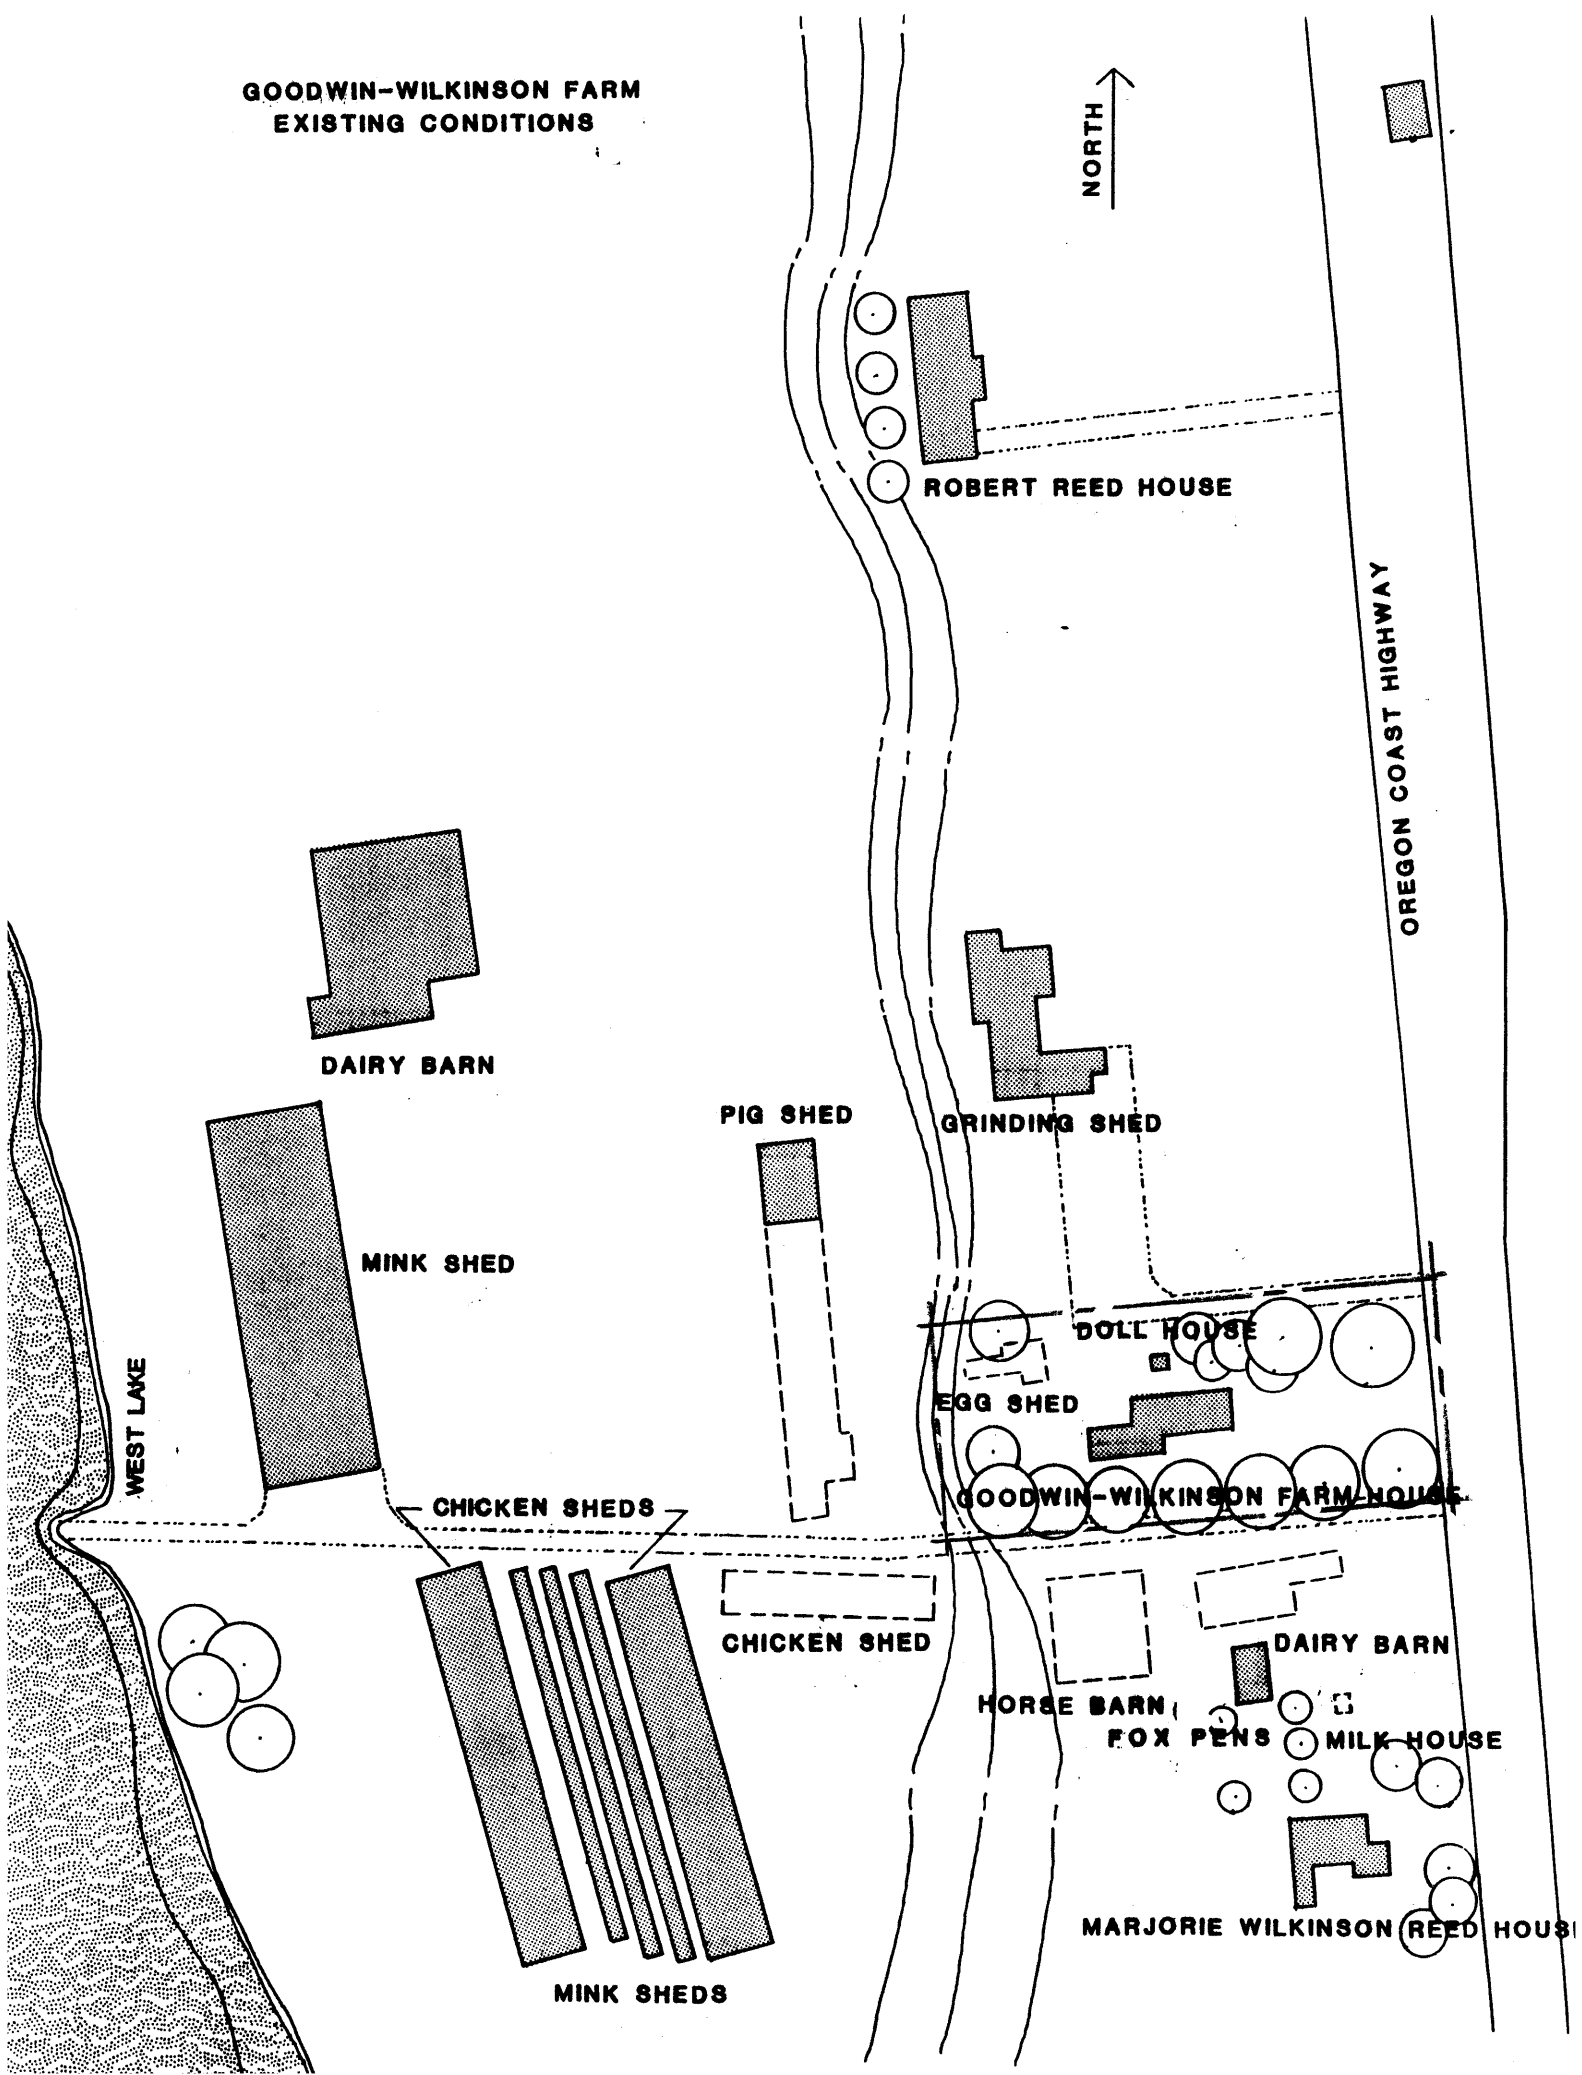 GOODWIN-WILKINSON FARM
EXISTING CONDITIONS
NORTH
ROBERT REED HOUSE
OREGON COAST HIGHWAY
DAIRY BARN
PIG SHED
GRINDING SHED
MINK SHED
DOLL HOUSE
WEST LAKE
EGG SHED
GOODWIN-WILKINSON FARM HOUSE
CHICKEN SHEDS
CHICKEN SHED
DAIRY BARN
HORSE BARN
FOX PENS
MILK HOUSE
MARJORIE WILKINSON REED HOUS
MINK SHEDS